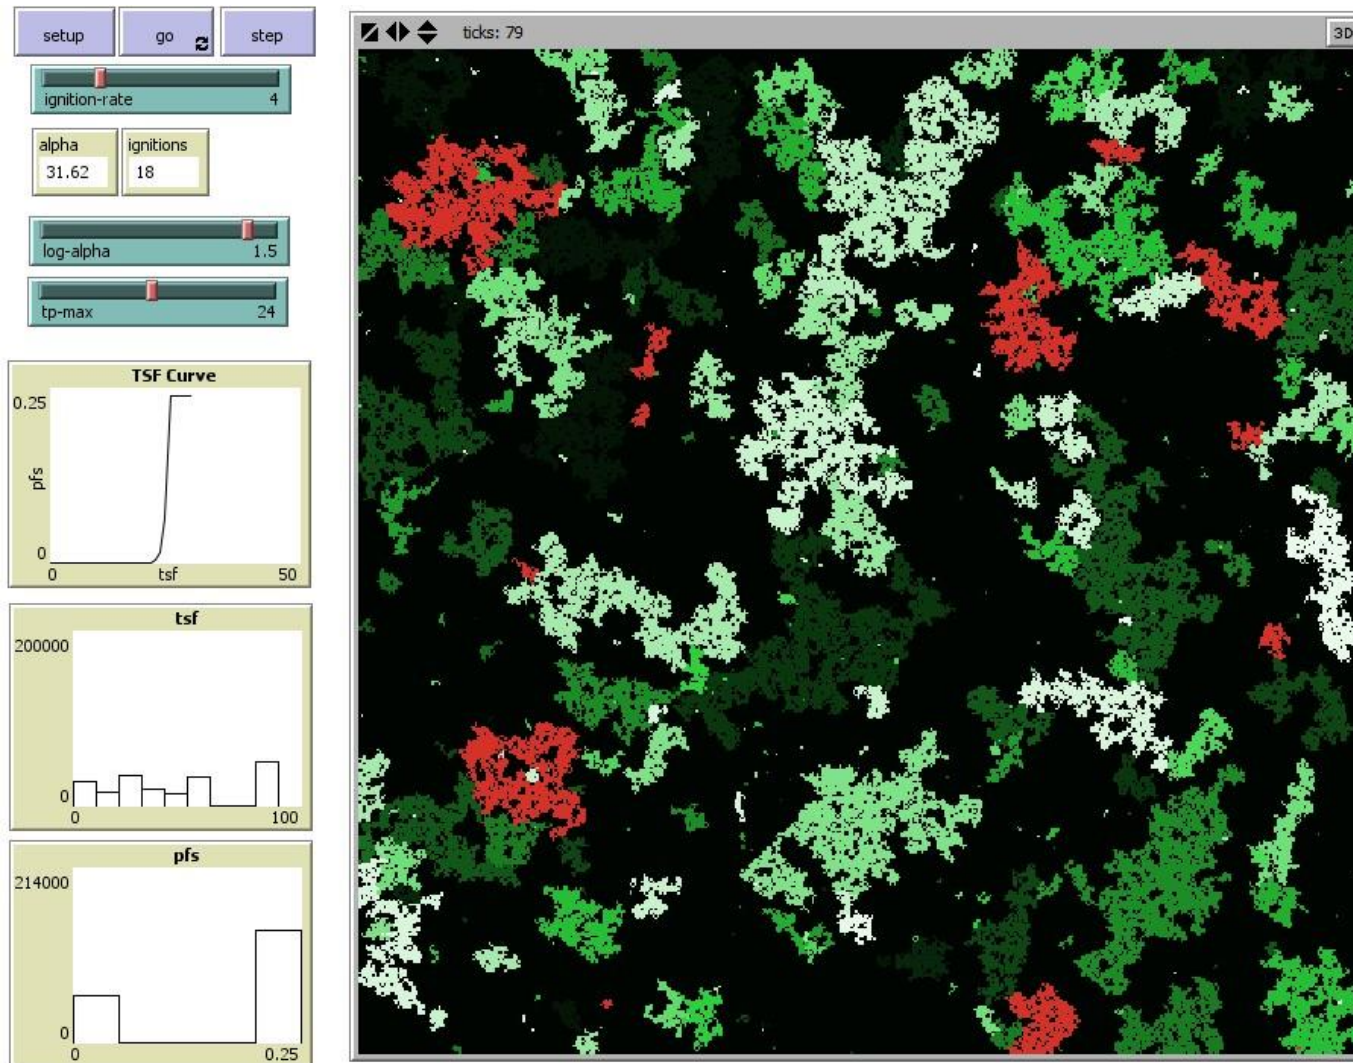 setup go step
ticks: 79
3D
ignition-rate 4
alpha ignitions
31.62 18
log-alpha 1.5
tp-max 24
TSF Curve
0.25
pfs
0
0 tsf 50
tsf
200000
0
0 100
pfs
214000
0
0 0.25